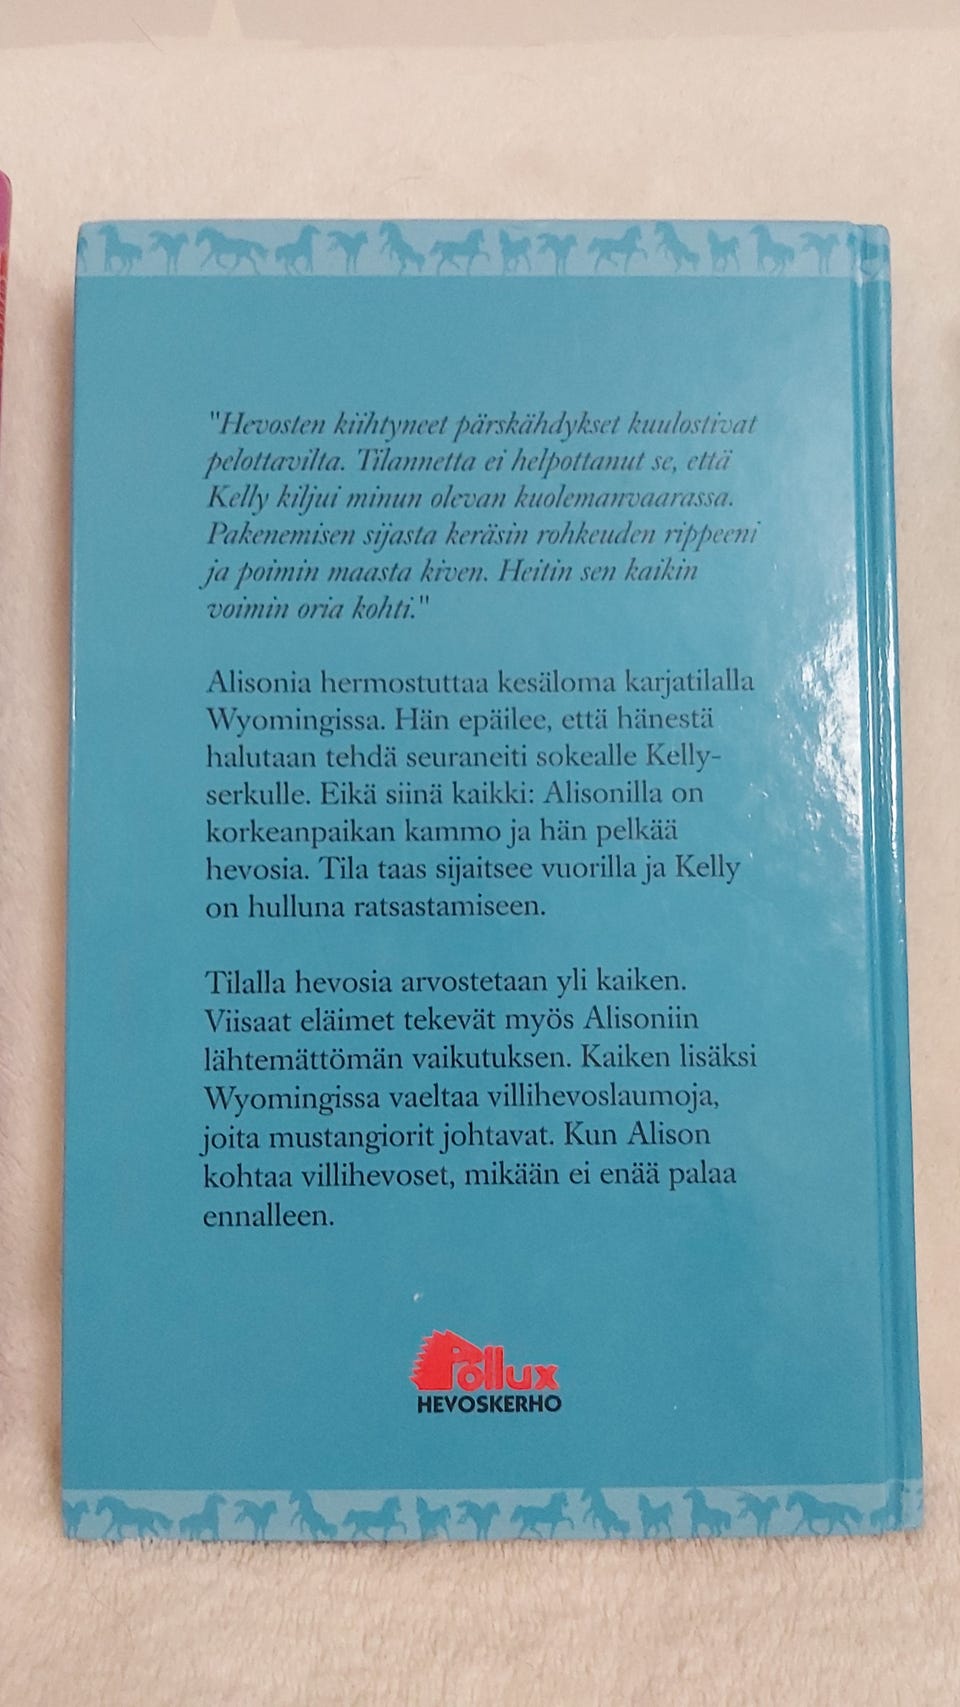 "Hevosten kiihtyneet pärskähdykset kuulostivat
pelottavilta. Tilannetta ei helpottanut se, että
Kelly kiljui minun olevan kuolemanvaarassa.
Pakenemisen sijasta keräsin rohkeuden rippeeni
ja poimin maasta kiven. Heitin sen kaikin
voimin oria kohti."
Alisonia hermostuttaa kesäloma karjatilalla
Wyomingissa. Hän epäilee, että hänestä
halutaan tehdä seuraneiti sokealle Kelly-
serkulle. Eikä siinä kaikki: Alisonilla on
korkeanpaikan kammo ja hän pelkää
hevosia. Tila taas sijaitsee vuorilla ja Kelly
on hulluna ratsastamiseen.
Tilalla hevosia arvostetaan yli kaiken.
Viisaat eläimet tekevät myös Alisoniin
lähtemättömän vaikutuksen. Kaiken lisäksi
Wyomingissa vaeltaa villihevoslaumoja,
joita mustangiorit johtavat. Kun Alison
kohtaa villihevoset, mikään ei enää palaa
ennalleen.
Pollux
HEVOSKERHO